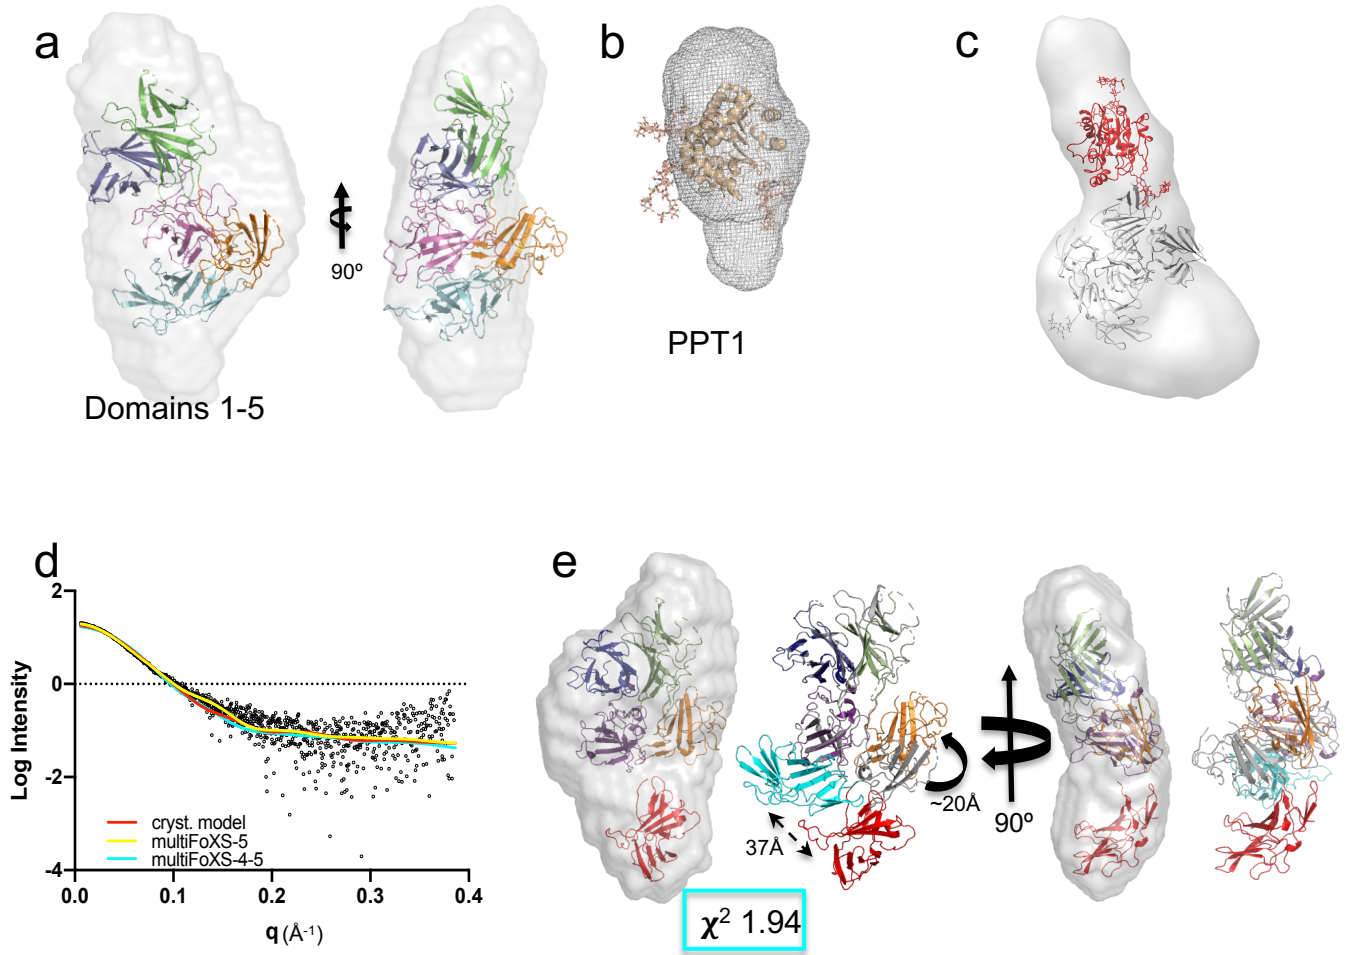 a
b
c
90º
PPT1
Domains 1-5
d
e
2
0
-2
-4
Log Intensity
cryst. model
multiFoXS-5
multiFoXS-4-5
0.0 0.1 0.2 0.3 0.4
q (Å⁻¹)
~20Å
37Å
90º
χ² 1.94